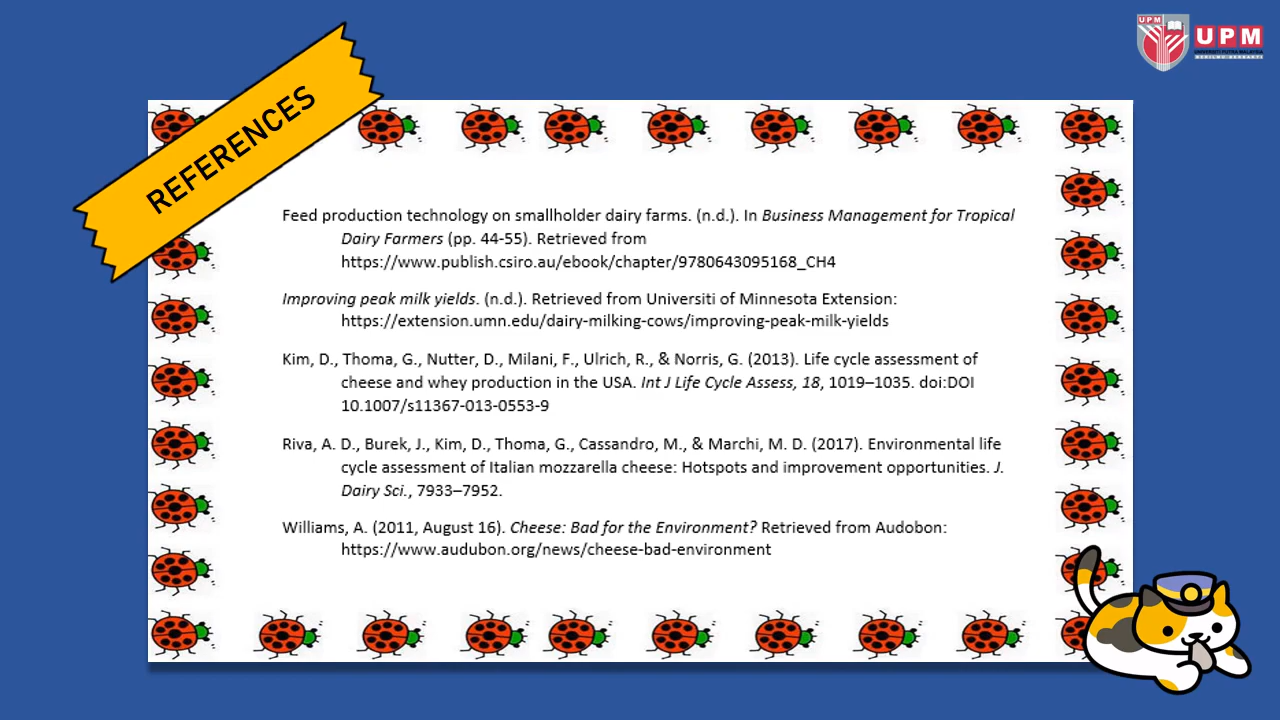 UPM
UPM
UNIVERSITI PUTRA MALAYSIA
REFERENCES
Feed production technology on smallholder dairy farms. (n.d.). In Business Management for Tropical
Dairy Farmers (pp. 44-55). Retrieved from
https://www.publish.csiro.au/ebook/chapter/9780643095168_CH4
Improving peak milk yields. (n.d.). Retrieved from Universiti of Minnesota Extension:
https://extension.umn.edu/dairy-milking-cows/improving-peak-milk-yields
Kim, D., Thoma, G., Nutter, D., Milani, F., Ulrich, R., & Norris, G. (2013). Life cycle assessment of
cheese and whey production in the USA. Int J Life Cycle Assess, 18, 1019–1035. doi:DOI
10.1007/s11367-013-0553-9
Riva, A. D., Burek, J., Kim, D., Thoma, G., Cassandro, M., & Marchi, M. D. (2017). Environmental life
cycle assessment of Italian mozzarella cheese: Hotspots and improvement opportunities. J.
Dairy Sci., 7933–7952.
Williams, A. (2011, August 16). Cheese: Bad for the Environment? Retrieved from Audobon:
https://www.audubon.org/news/cheese-bad-environment